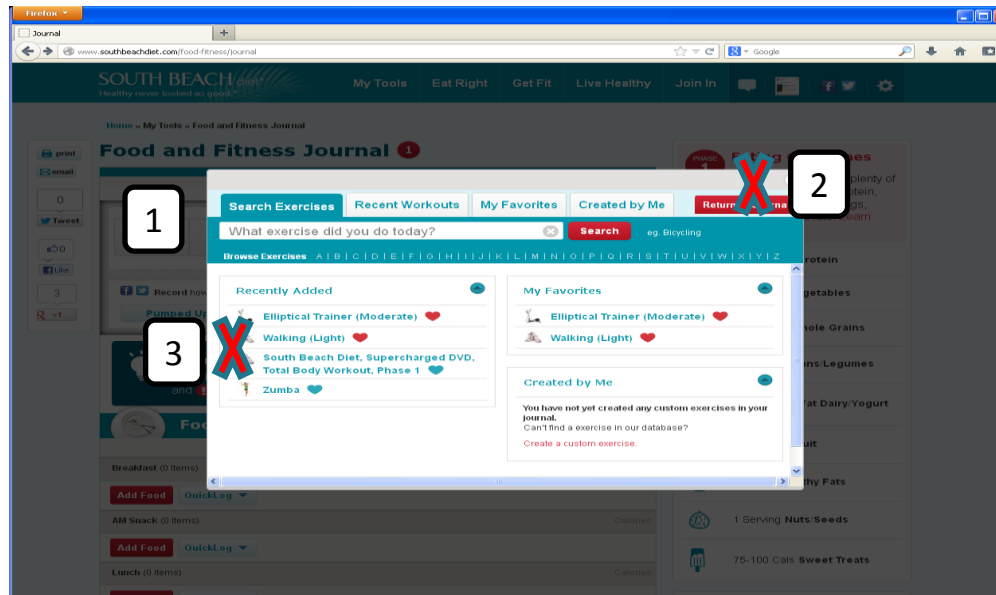 Firefox
Journal
www.southbeachdiet.com/food-fitness/journal
Google
SOUTH BEACH diet
Healthy never looked so good
My Tools Eat Right Get Fit Live Healthy Join In
Home » My Tools » Food and Fitness Journal
print
email
Food and Fitness Journal 1
PHASE
1
plenty of
0
Tweet
0
Like
3
+1
1
2
3
Search Exercises Recent Workouts My Favorites Created by Me
What exercise did you do today? Search eg. Bicycling
Browse Exercises A | B | C | D | E | F | G | H | I | J | K | L | M | N | O | P | Q | R | S | T | U | V | W | X | Y | Z
Record how
Pumped Up
and
Recently Added
Elliptical Trainer (Moderate)
Walking (Light)
South Beach Diet, Supercharged DVD,
Total Body Workout, Phase 1
Zumba
My Favorites
Elliptical Trainer (Moderate)
Walking (Light)
Created by Me
You have not yet created any custom exercises in your
journal.
Can't find a exercise in our database?
Create a custom exercise.
Breakfast (0 Items)
Add Food QuickLog
AM Snack (0 Items) Calories
Add Food QuickLog
Lunch (0 Items) Calories
Grains
Legumes
Dairy/Yogurt
Fats
1 Serving Nuts/Seeds
75-100 Cals Sweet Treats